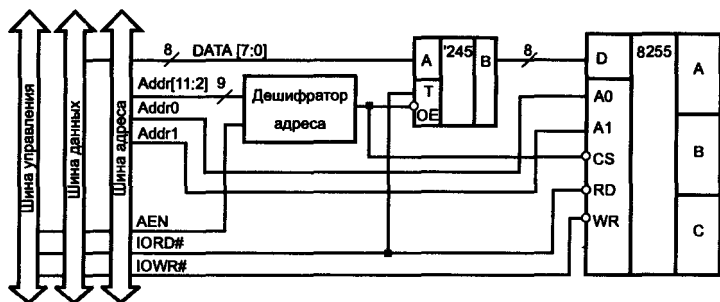 Шина управления
Шина данных
Шина адреса
8 DATA [7:0]
Addr[11:2] 9
Addr0
Addr1
AEN
IORD#
IOWR#
Дешифратор
адреса
A '245 B
T
OE
8
D 8255
A0
A1
CS
RD
WR
A
B
C